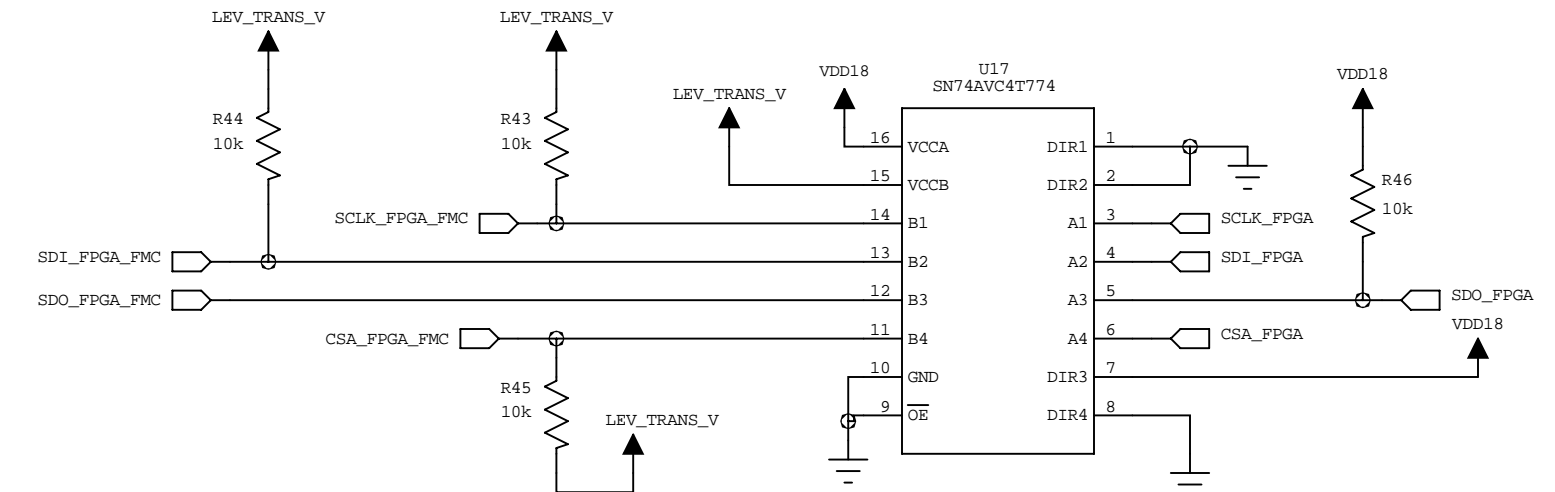 LEV_TRANS_V
LEV_TRANS_V
U17
SN74AVC4T774
VDD18
VDD18
LEV_TRANS_V
R44
10k
R43
10k
16 VCCA
DIR1 1
15 VCCB
DIR2 2
R46
10k
SCLK_FPGA_FMC
14 B1
A1 3
SCLK_FPGA
SDI_FPGA_FMC
13 B2
A2 4
SDI_FPGA
SDO_FPGA_FMC
12 B3
A3 5
SDO_FPGA
CSA_FPGA_FMC
11 B4
A4 6
CSA_FPGA
VDD18
10 GND
DIR3 7
R45
10k
9 OE
DIR4 8
LEV_TRANS_V